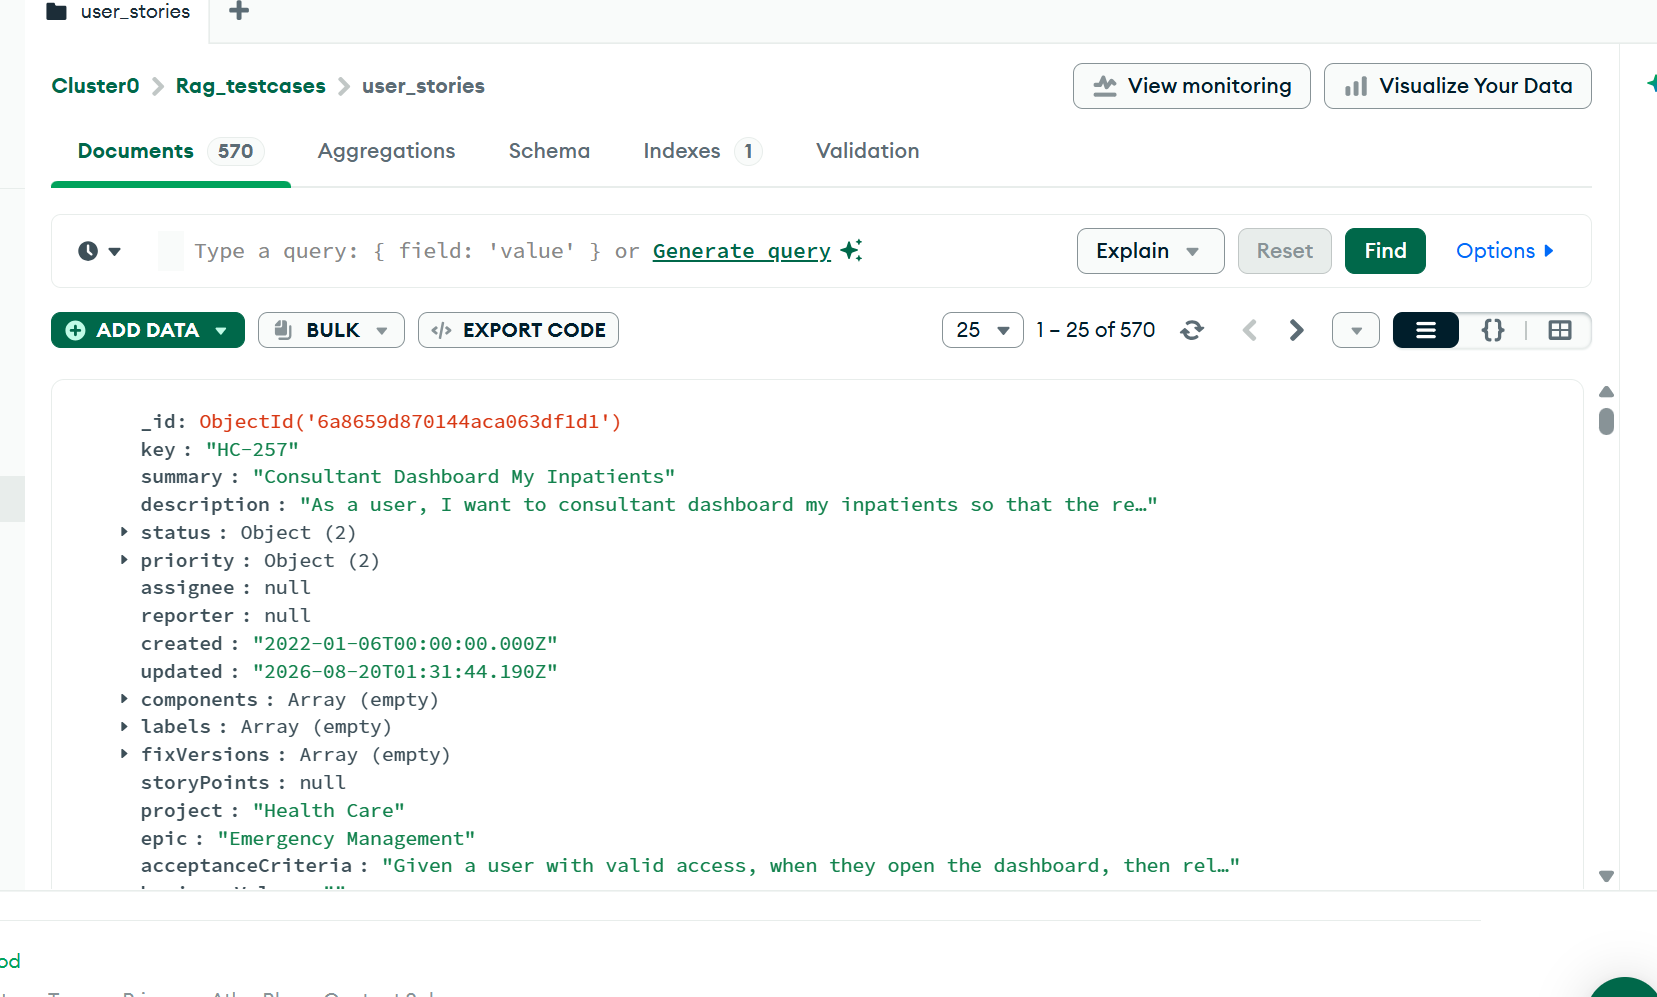 user_stories
Cluster0 Rag_testcases user_stories View monitoring Visualize Your Data
Documents 570 Aggregations Schema Indexes 1 Validation
Type a query: { field: 'value' } or Generate query Explain Reset Find Options
ADD DATA BULK EXPORT CODE 25 1 – 25 of 570 {}
_id: ObjectId('6a8659d870144aca063df1d1')
key : "HC-257"
summary : "Consultant Dashboard My Inpatients"
description : "As a user, I want to consultant dashboard my inpatients so that the re…"
status : Object (2)
priority : Object (2)
assignee : null
reporter : null
created : "2022-01-06T00:00:00.000Z"
updated : "2026-08-20T01:31:44.190Z"
components : Array (empty)
labels : Array (empty)
fixVersions : Array (empty)
storyPoints : null
project : "Health Care"
epic : "Emergency Management"
acceptanceCriteria : "Given a user with valid access, when they open the dashboard, then rel…"
od